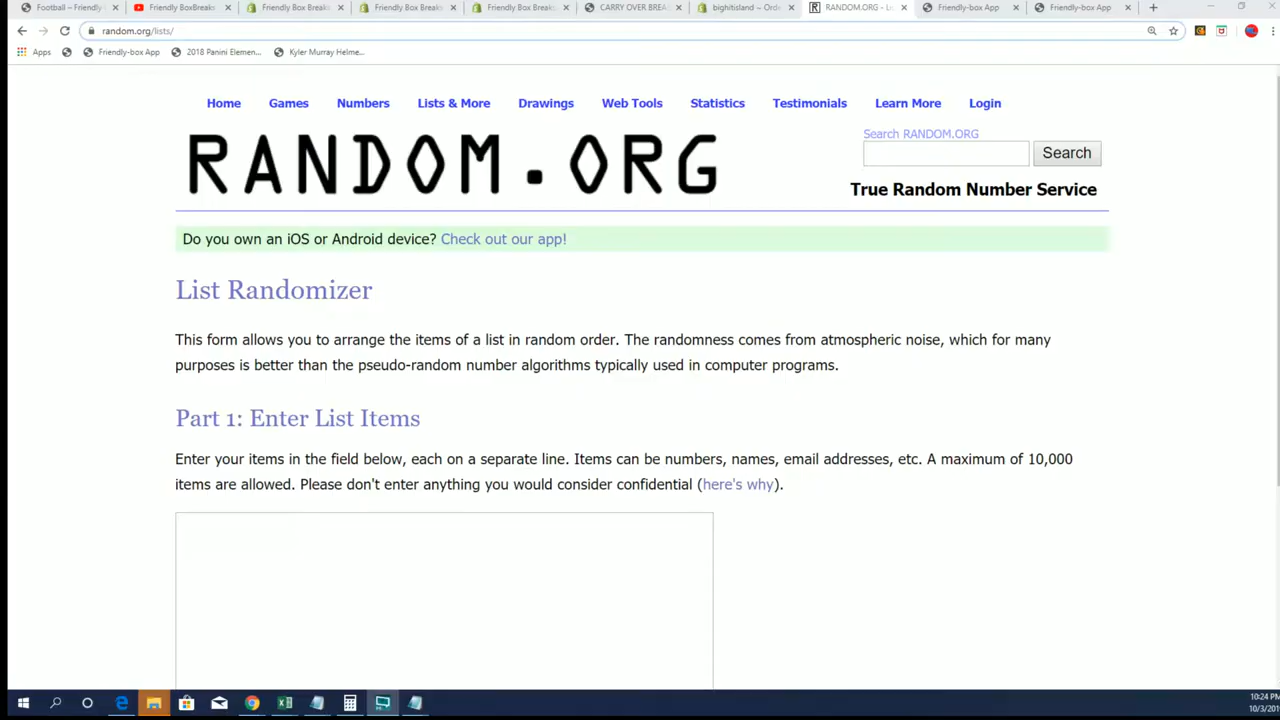 Football – Friendly
Friendly BoxBreaks
Friendly Box Breaks
Friendly Box Breaks
Friendly Box Breaks
CARRY OVER BREA
bighitisland ~ Orde
RANDOM.ORG - Li
Friendly-box App
Friendly-box App
random.org/lists/
Apps
Friendly-box App
2018 Panini Elemen...
Kyler Murray Helme...
Home
Games
Numbers
Lists & More
Drawings
Web Tools
Statistics
Testimonials
Learn More
Login
Search RANDOM.ORG
RANDOM.ORG
Search
True Random Number Service
Do you own an iOS or Android device? Check out our app!
List Randomizer
This form allows you to arrange the items of a list in random order. The randomness comes from atmospheric noise, which for many
purposes is better than the pseudo-random number algorithms typically used in computer programs.
Part 1: Enter List Items
Enter your items in the field below, each on a separate line. Items can be numbers, names, email addresses, etc. A maximum of 10,000
items are allowed. Please don't enter anything you would consider confidential (here's why).
10:24 PM
10/3/20